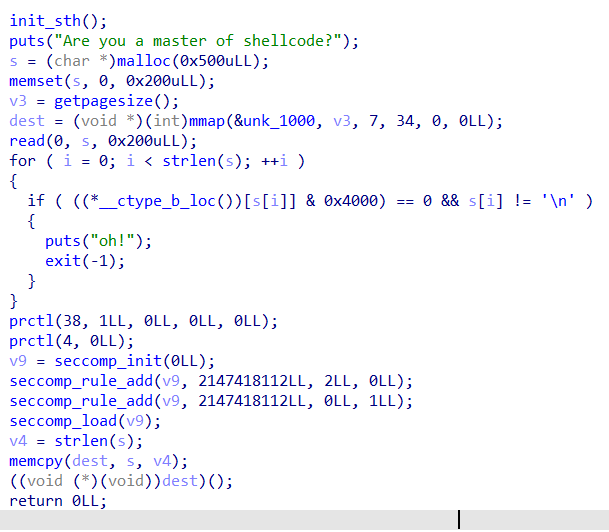 init_sth();
puts("Are you a master of shellcode?");
s = (char *)malloc(0x500uLL);
memset(s, 0, 0x200uLL);
v3 = getpagesize();
dest = (void *)(int)mmap(&unk_1000, v3, 7, 34, 0, 0LL);
read(0, s, 0x200uLL);
for ( i = 0; i < strlen(s); ++i )
{
  if ( ((*__ctype_b_loc())[s[i]] & 0x4000) == 0 && s[i] != '\n' )
  {
    puts("oh!");
    exit(-1);
  }
}
prctl(38, 1LL, 0LL, 0LL, 0LL);
prctl(4, 0LL);
v9 = seccomp_init(0LL);
seccomp_rule_add(v9, 2147418112LL, 2LL, 0LL);
seccomp_rule_add(v9, 2147418112LL, 0LL, 1LL);
seccomp_load(v9);
v4 = strlen(s);
memcpy(dest, s, v4);
((void (*)(void))dest)();
return 0LL;